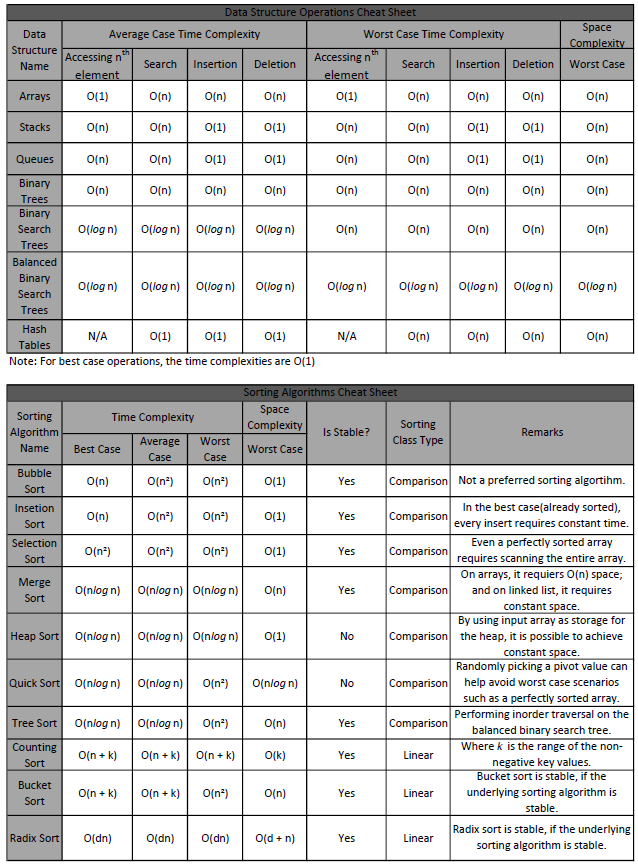 Data Structure Operations Cheat Sheet
Data Structure Name | Average Case Time Complexity | Worst Case Time Complexity | Space Complexity
Accessing nth element | Search | Insertion | Deletion | Accessing nth element | Search | Insertion | Deletion | Worst Case
Arrays | O(1) | O(n) | O(n) | O(n) | O(1) | O(n) | O(n) | O(n) | O(n)
Stacks | O(n) | O(n) | O(1) | O(1) | O(n) | O(n) | O(1) | O(1) | O(n)
Queues | O(n) | O(n) | O(1) | O(1) | O(n) | O(n) | O(1) | O(1) | O(n)
Binary Trees | O(n) | O(n) | O(n) | O(n) | O(n) | O(n) | O(n) | O(n) | O(n)
Binary Search Trees | O(log n) | O(log n) | O(log n) | O(log n) | O(n) | O(n) | O(n) | O(n) | O(n)
Balanced Binary Search Trees | O(log n) | O(log n) | O(log n) | O(log n) | O(log n) | O(log n) | O(log n) | O(log n) | O(log n)
Hash Tables | N/A | O(1) | O(1) | O(1) | N/A | O(n) | O(n) | O(n) | O(n)
Note: For best case operations, the time complexities are O(1)
Sorting Algorithms Cheat Sheet
Sorting Algorithm Name | Time Complexity | Space Complexity | Is Stable? | Sorting Class Type | Remarks
Best Case | Average Case | Worst Case | Worst Case
Bubble Sort | O(n) | O(n²) | O(n²) | O(1) | Yes | Comparison | Not a preferred sorting algortihm.
Insetion Sort | O(n) | O(n²) | O(n²) | O(1) | Yes | Comparison | In the best case(already sorted), every insert requires constant time.
Selection Sort | O(n²) | O(n²) | O(n²) | O(1) | Yes | Comparison | Even a perfectly sorted array requires scanning the entire array.
Merge Sort | O(nlog n) | O(nlog n) | O(nlog n) | O(n) | Yes | Comparison | On arrays, it requiers O(n) space; and on linked list, it requires constant space.
Heap Sort | O(nlog n) | O(nlog n) | O(nlog n) | O(1) | No | Comparison | By using input array as storage for the heap, it is possible to achieve constant space.
Quick Sort | O(nlog n) | O(nlog n) | O(n²) | O(nlog n) | No | Comparison | Randomly picking a pivot value can help avoid worst case scenarios such as a perfectly sorted array.
Tree Sort | O(nlog n) | O(nlog n) | O(n²) | O(n) | Yes | Comparison | Performing inorder traversal on the balanced binary search tree.
Counting Sort | O(n + k) | O(n + k) | O(n + k) | O(k) | Yes | Linear | Where k is the range of the non-negative key values.
Bucket Sort | O(n + k) | O(n + k) | O(n²) | O(n) | Yes | Linear | Bucket sort is stable, if the underlying sorting algorithm is stable.
Radix Sort | O(dn) | O(dn) | O(dn) | O(d + n) | Yes | Linear | Radix sort is stable, if the underlying sorting algorithm is stable.